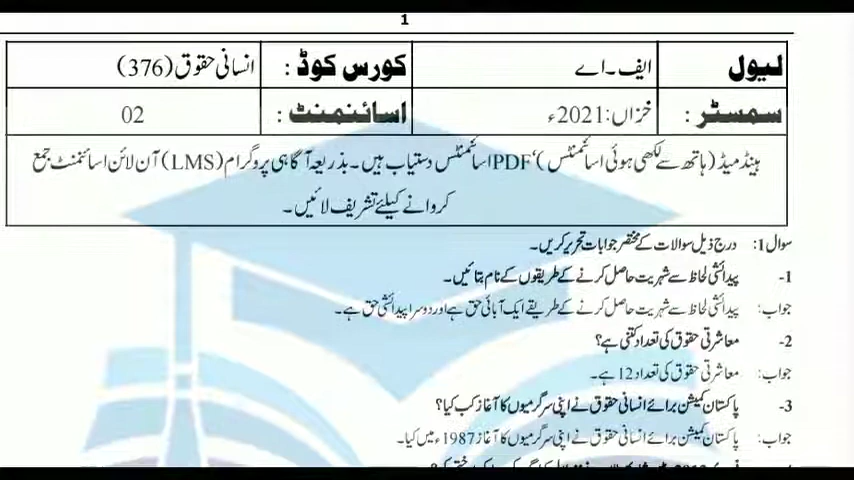 1
لیول ایف۔اے کورس کوڈ : انسانی حقوق (376)
سمسٹر : خزاں: 2021ء اسائنمنٹ : 02
ہینڈ میڈ (ہاتھ سے لکھی ہوئی اسائمنٹس)، PDF اسائمنٹس دستیاب ہیں۔ بذریعہ آگاہی پروگرام (LMS) آن لائن اسائنمنٹ جمع
کروانے کیلئے تشریف لائیں۔
سوال 1: درج ذیل سوالات کے مختصر جوابات تحریر کریں۔
1- پیدائشی لحاظ سے شہریت حاصل کرنے کے طریقوں کے نام بتائیں۔
جواب: پیدائشی لحاظ سے شہریت حاصل کرنے کے طریقے ایک آبائی حق ہے اور دوسرا پیدائشی حق ہے۔
2- معاشرتی حقوق کی تعداد کتنی ہے؟
جواب: معاشرتی حقوق کی تعداد 12 ہے۔
3- پاکستان کمیشن برائے انسانی حقوق نے اپنی سرگرمیوں کا آغاز کب کیا؟
جواب: پاکستان کمیشن برائے انسانی حقوق نے اپنی سرگرمیوں کا آغاز 1987ء میں کیا۔